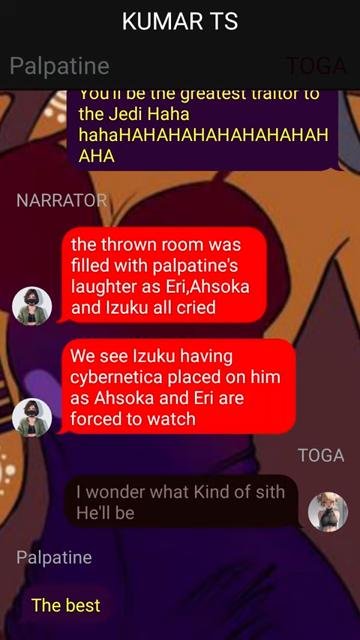 KUMAR TS
Palpatine
TOGA
You'll be the greatest traitor to
the Jedi Haha
hahaHAHAHAHAHAHAHAHAH
AHA
NARRATOR
the thrown room was
filled with palpatine's
laughter as Eri,Ahsoka
and Izuku all cried
We see Izuku having
cybernetica placed on him
as Ahsoka and Eri are
forced to watch
TOGA
I wonder what Kind of sith
He'll be
Palpatine
The best